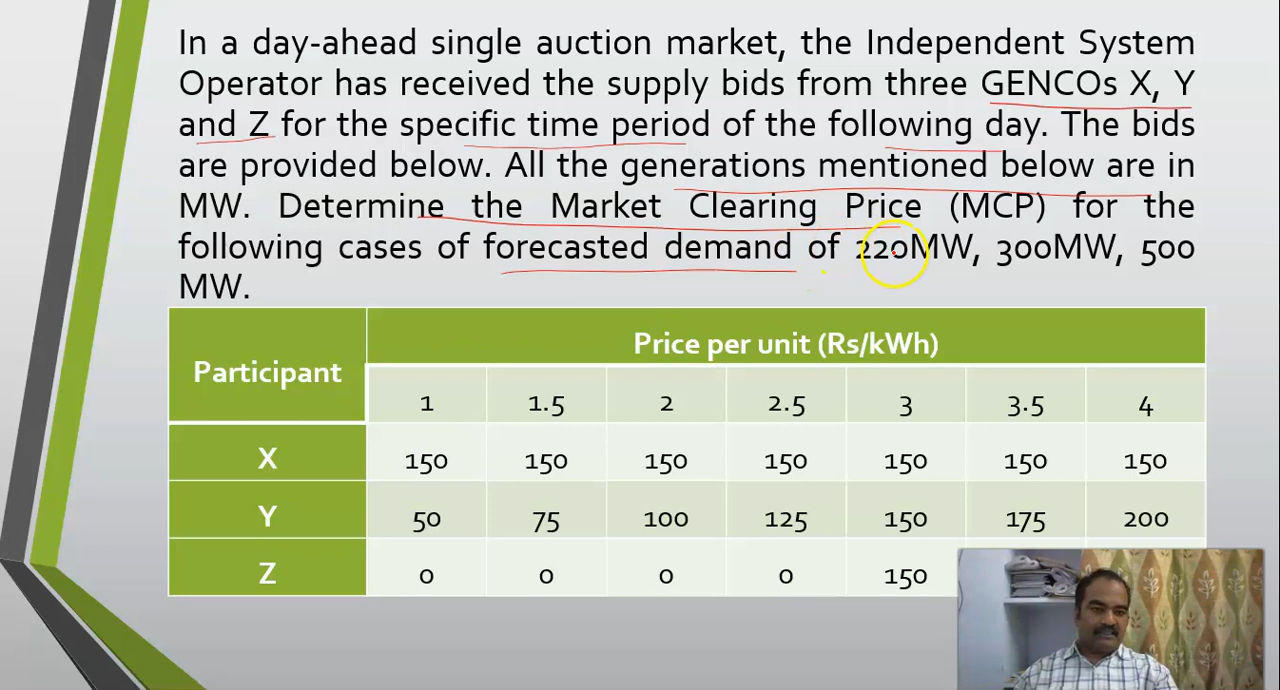 In a day-ahead single auction market, the Independent System
Operator has received the supply bids from three GENCOs X, Y
and Z for the specific time period of the following day. The bids
are provided below. All the generations mentioned below are in
MW. Determine the Market Clearing Price (MCP) for the
following cases of forecasted demand of 220MW, 300MW, 500
MW.
Participant Price per unit (Rs/kWh)
1 1.5 2 2.5 3 3.5 4
X 150 150 150 150 150 150 150
Y 50 75 100 125 150 175 200
Z 0 0 0 0 150